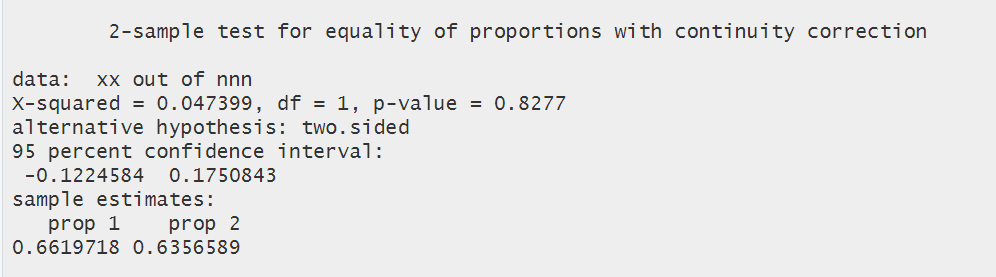 2-sample test for equality of proportions with continuity correction
data:  xx out of nnn
X-squared = 0.047399, df = 1, p-value = 0.8277
alternative hypothesis: two.sided
95 percent confidence interval:
 -0.1224584  0.1750843
sample estimates:
   prop 1    prop 2
0.6619718 0.6356589